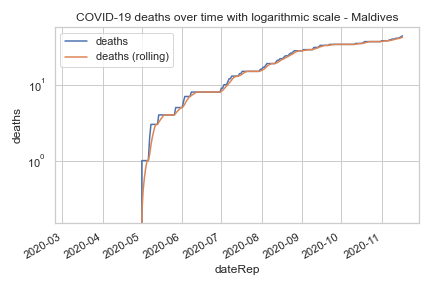 COVID-19 deaths over time with logarithmic scale - Maldives
deaths
deaths (rolling)
10¹
10⁰
deaths
2020-03
2020-04
2020-05
2020-06
2020-07
2020-08
2020-09
2020-10
2020-11
dateRep